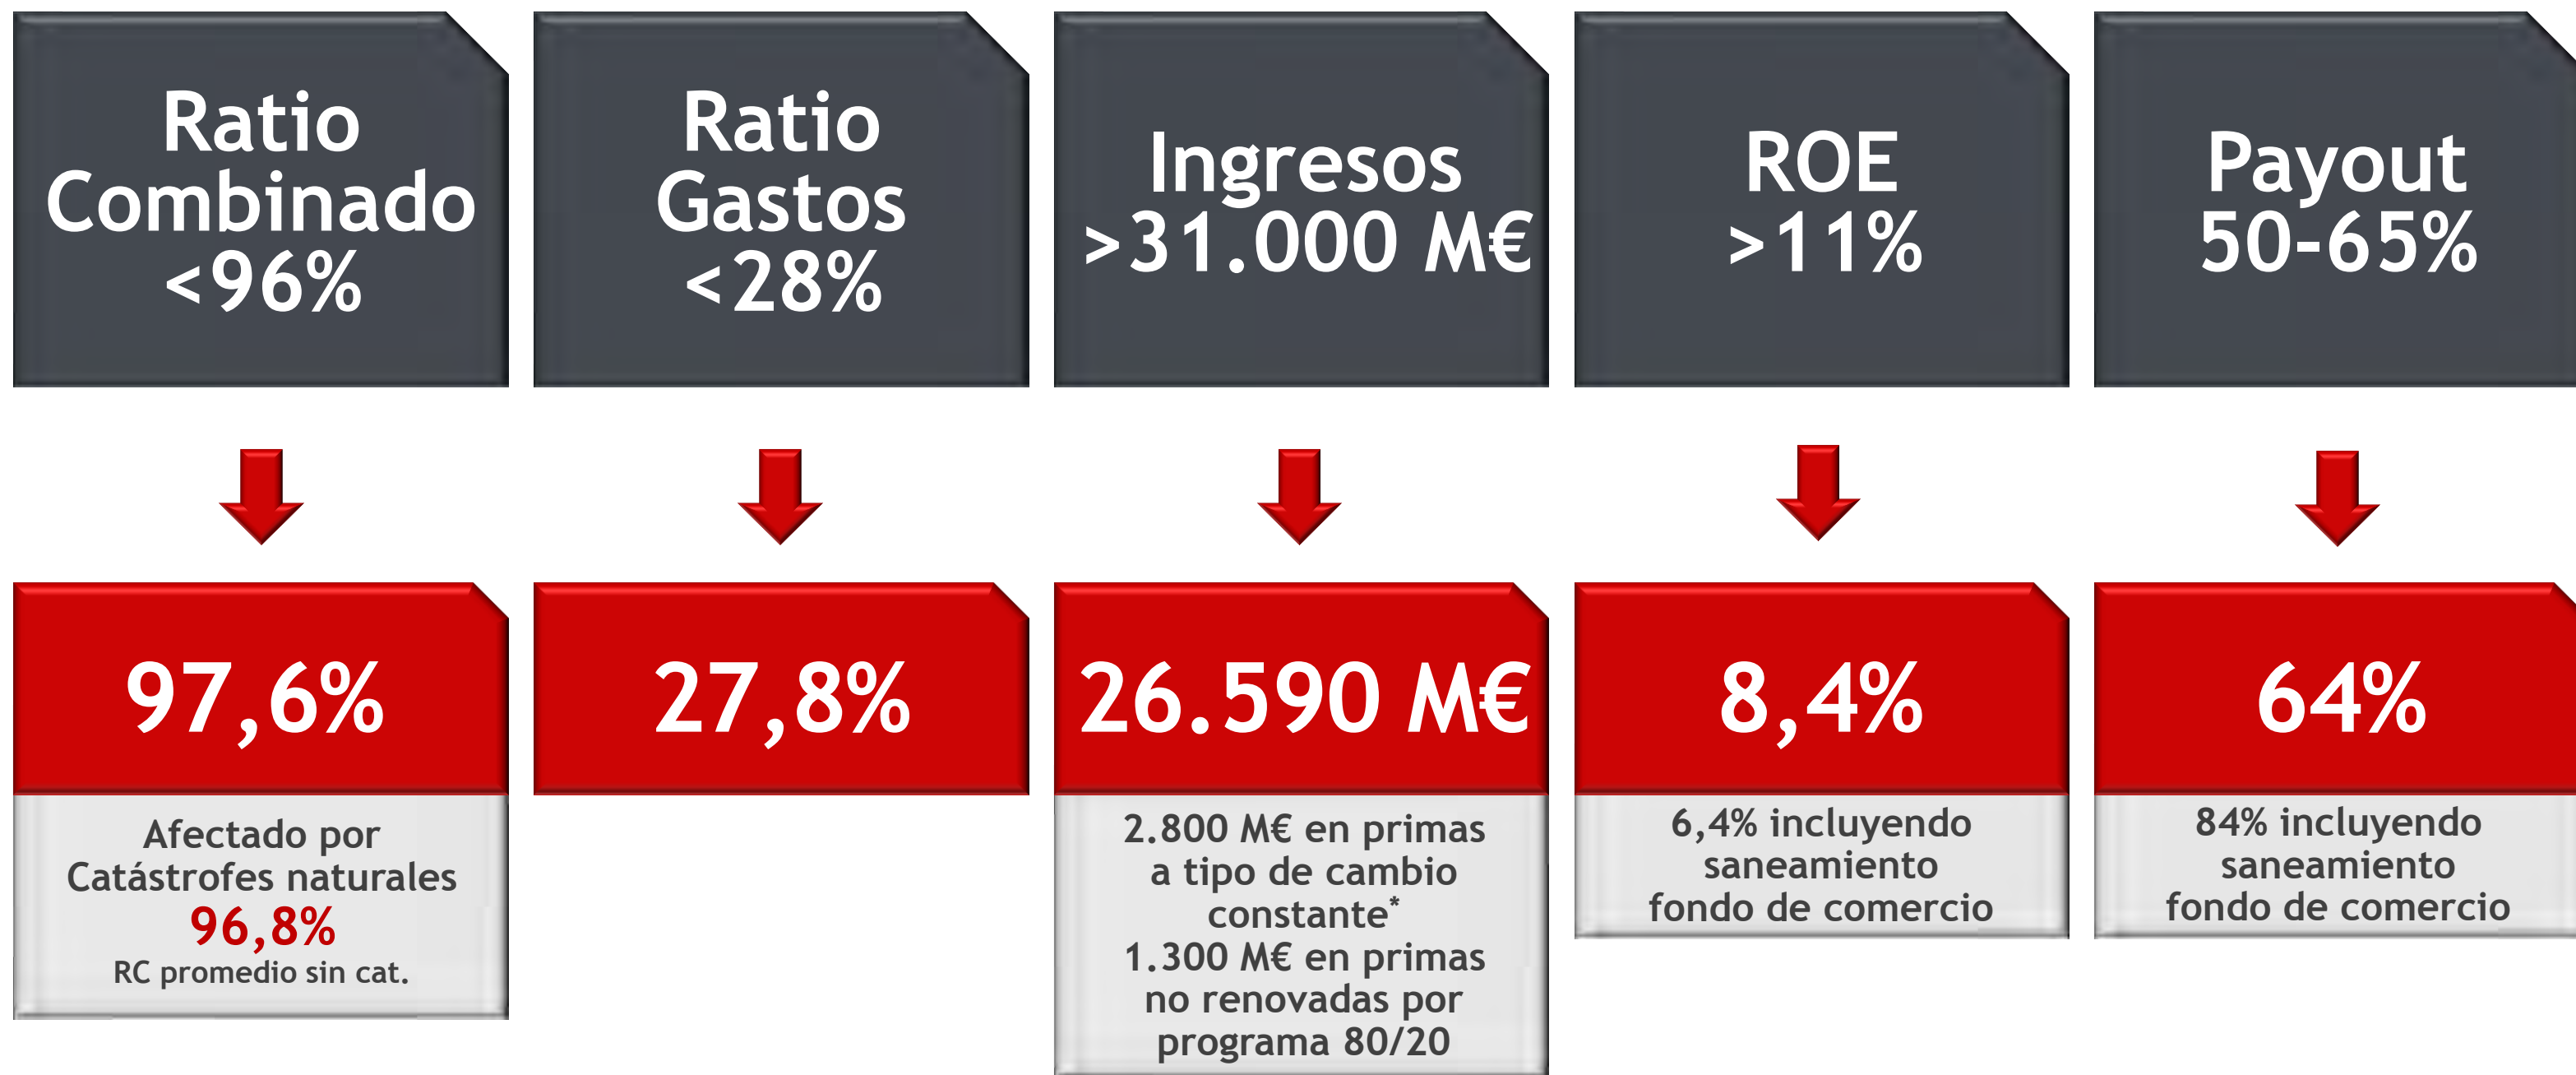 Ratio
Combinado
<96%
Ratio
Gastos
<28%
Ingresos
>31.000 M€
ROE
>11%
Payout
50-65%
97,6%
27,8%
26.590 M€
8,4%
64%
Afectado por
Catástrofes naturales
96,8%
RC promedio sin cat.
2.800 M€ en primas
a tipo de cambio
constante*
1.300 M€ en primas
no renovadas por
programa 80/20
6,4% incluyendo
saneamiento
fondo de comercio
84% incluyendo
saneamiento
fondo de comercio